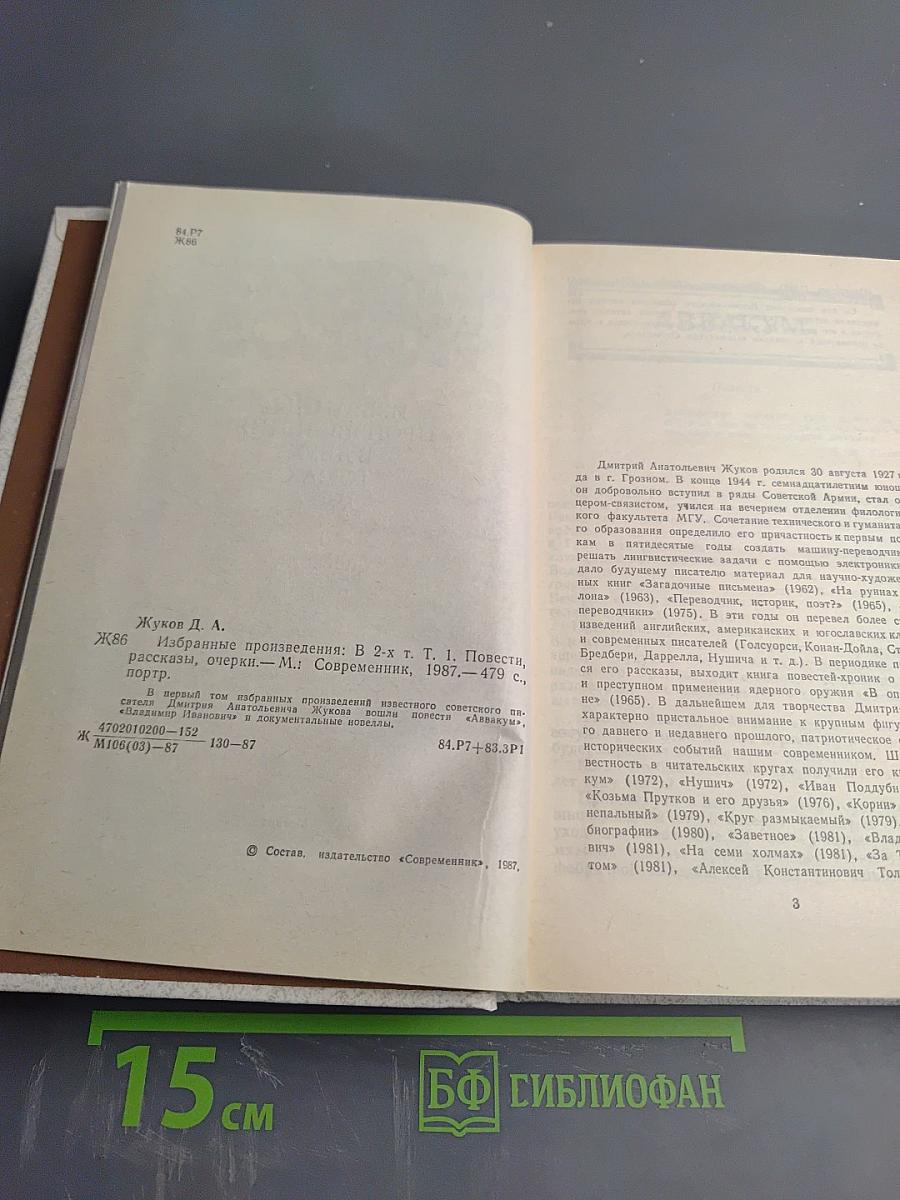 84.Р7
Ж86
Жуков Д. А.
Ж86 Избранные произведения: В 2-х т. Т. 1. Повести,
рассказы, очерки.— М.: Современник, 1987.— 479 с.,
портр.
В первый том избранных произведений известного советского пи-
сателя Дмитрия Анатольевича Жукова вошли повести «Аввакум»,
«Владимир Иванович» и документальные новеллы.
Ж 4702010200—152
М106(03)—87 130—87 84.Р7+83.3Р1
© Состав, издательство «Современник», 1987.
Дмитрий Анатольевич Жуков родился 30 августа 1927
да в г. Грозном. В конце 1944 г. семнадцатилетним юнош
он добровольно вступил в ряды Советской Армии, стал о
цером-связистом, учился на вечернем отделении филологи
кого факультета МГУ. Сочетание технического и гуманита
го образования определило его причастность к первым по
кам в пятидесятые годы создать машину-переводчик
решать лингвистические задачи с помощью электроники
дало будущему писателю материал для научно-художе
ных книг «Загадочные письмена» (1962), «На руинах
лона» (1963), «Переводчик, историк, поэт?» (1965),
переводчики» (1975). В эти годы он перевел более ст
изведений английских, американских и югославских кл
и современных писателей (Голсуорси, Конан-Дойла, Ст
Бредбери, Даррелла, Нушича и т. д.). В периодике п
ся его рассказы, выходит книга повестей-хроник о
и преступном применении ядерного оружия «В оп
не» (1965). В дальнейшем для творчества Дмитри
характерно пристальное внимание к крупным фигу
го давнего и недавнего прошлого, патриотическое
исторических событий нашим современником. Ш
вестность в читательских кругах получили его к
кум» (1972), «Нушич» (1972), «Иван Поддубн
«Козьма Прутков и его друзья» (1976), «Корни»
непальный» (1979), «Круг размыкаемый» (1979),
биографии» (1980), «Заветное» (1981), «Влад
вич» (1981), «На семи холмах» (1981), «За Т
том» (1981), «Алексей Константинович Тол
3
15 см
БФ СИБЛИОФАН